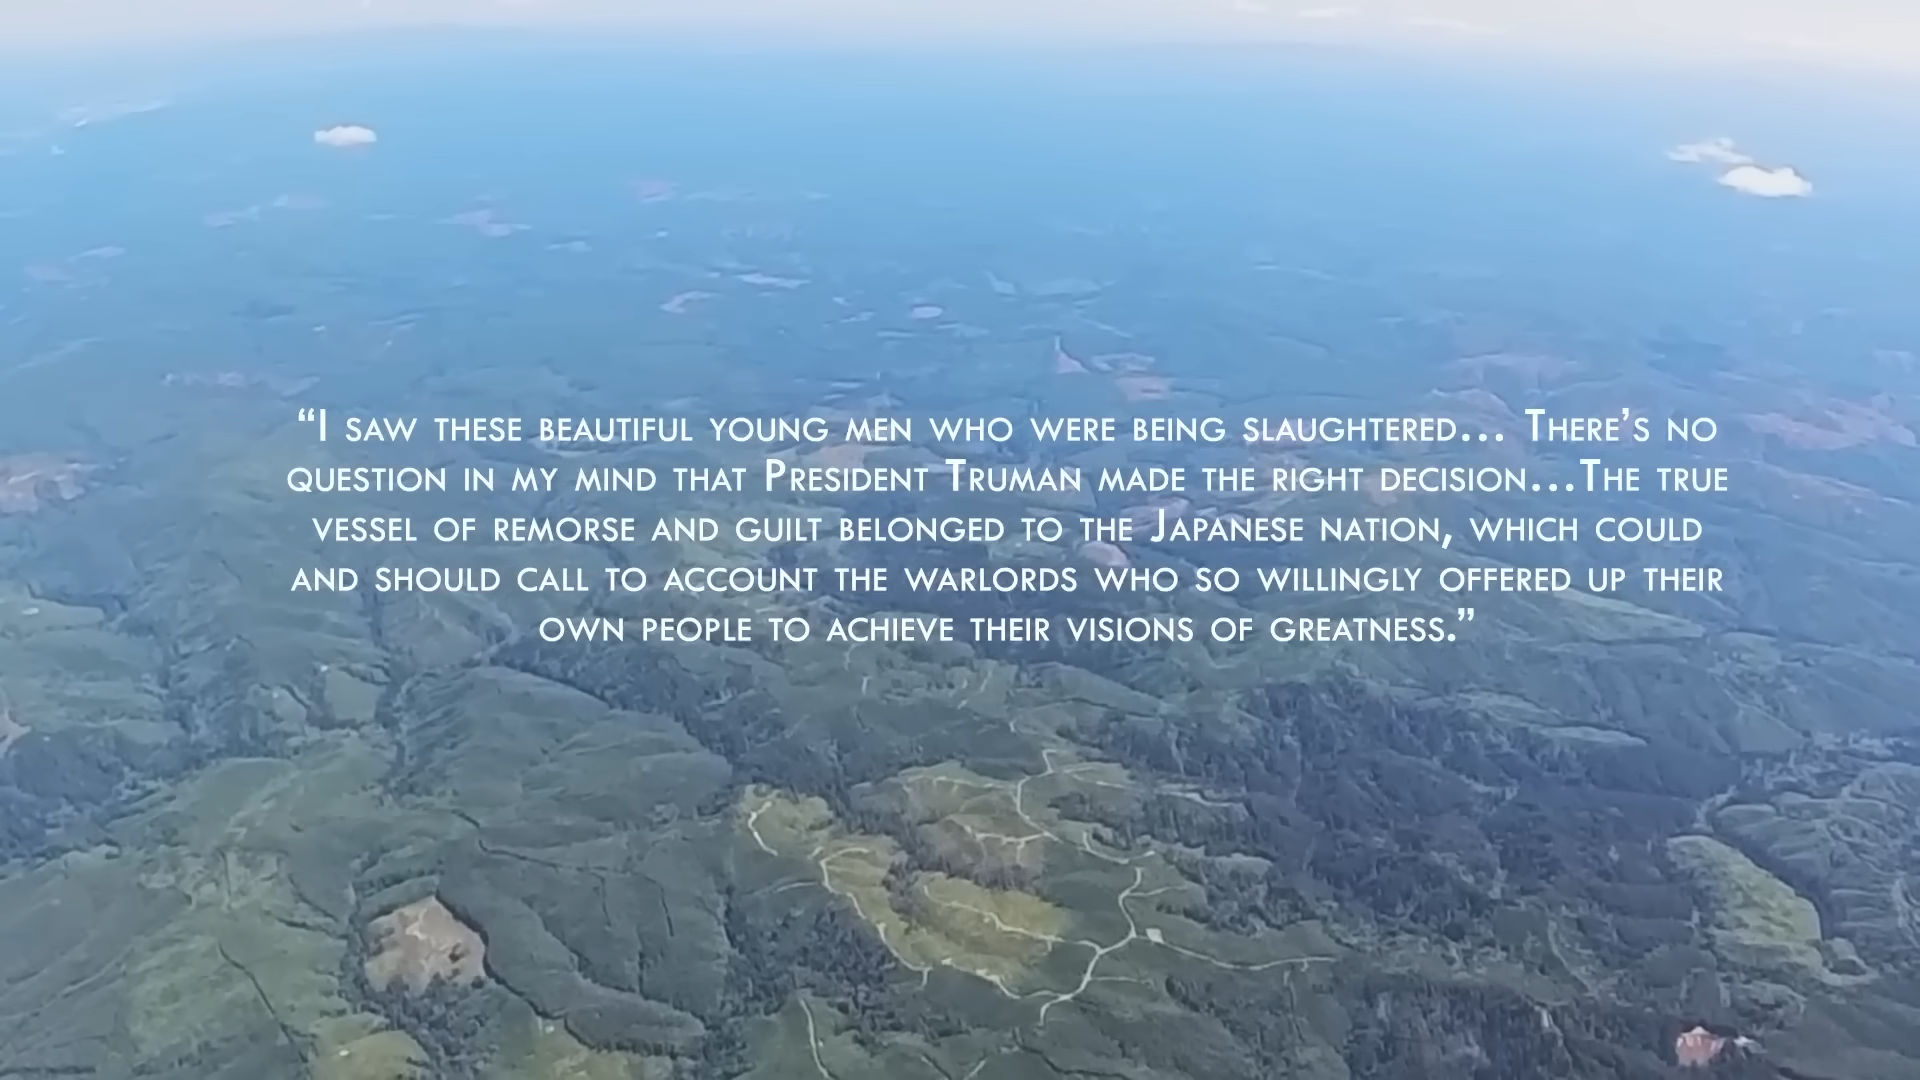 “I saw these beautiful young men who were being slaughtered... There’s no
question in my mind that President Truman made the right decision...The true
vessel of remorse and guilt belonged to the Japanese nation, which could
and should call to account the warlords who so willingly offered up their
own people to achieve their visions of greatness.”